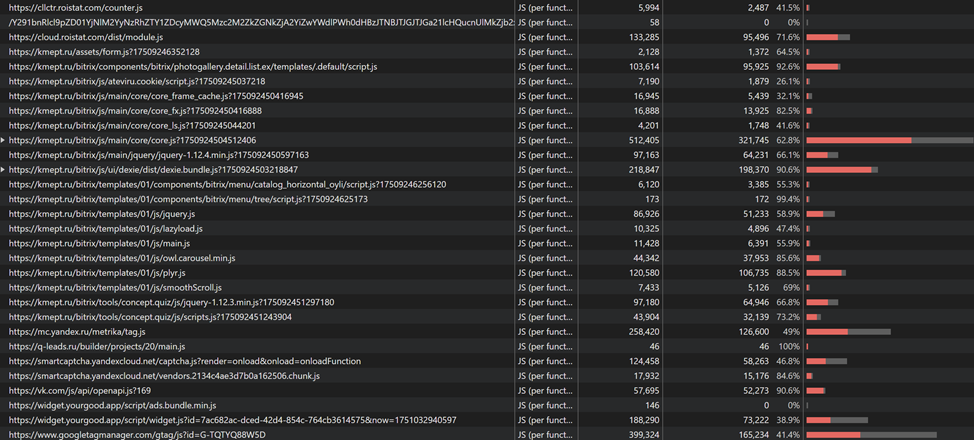 https://cllctr.roistat.com/counter.js JS (per funct... 5,994 2,487 41.5%
JS (per funct... 58 0 0%
https://cloud.roistat.com/dist/module.js JS (per funct... 133,285 95,496 71.6%
https://kmept.ru/assets/form.js?17509246352128 JS (per funct... 2,128 1,372 64.5%
https://kmept.ru/bitrix/components/bitrix/photogallery.detail.list.ex/templates/.default/script.js JS (per funct... 103,614 95,925 92.6%
https://kmept.ru/bitrix/js/ateviru.cookie/script.js?17509245037218 JS (per funct... 7,190 1,879 26.1%
https://kmept.ru/bitrix/js/main/core/core_frame_cache.js?175092450416945 JS (per funct... 16,945 5,439 32.1%
https://kmept.ru/bitrix/js/main/core/core_fx.js?175092450416888 JS (per funct... 16,888 13,925 82.5%
https://kmept.ru/bitrix/js/main/core/core_ls.js?17509245044201 JS (per funct... 4,201 1,748 41.6%
https://kmept.ru/bitrix/js/main/core/core.js?1750924504512406 JS (per funct... 512,405 321,745 62.8%
https://kmept.ru/bitrix/js/main/jquery/jquery-1.12.4.min.js?175092450597163 JS (per funct... 97,163 64,231 66.1%
https://kmept.ru/bitrix/js/ui/dexie/dist/dexie.bundle.js?1750924503218847 JS (per funct... 218,847 198,370 90.6%
https://kmept.ru/bitrix/templates/01/components/bitrix/menu/catalog_horizontal_oyli/script.js?17509246256120 JS (per funct... 6,120 3,385 55.3%
https://kmept.ru/bitrix/templates/01/components/bitrix/menu/tree/script.js?1750924625173 JS (per funct... 173 172 99.4%
https://kmept.ru/bitrix/templates/01/js/jquery.js JS (per funct... 86,926 51,233 58.9%
https://kmept.ru/bitrix/templates/01/js/lazyload.js JS (per funct... 10,325 4,896 47.4%
https://kmept.ru/bitrix/templates/01/js/main.js JS (per funct... 11,428 6,391 55.9%
https://kmept.ru/bitrix/templates/01/js/owl.carousel.min.js JS (per funct... 44,342 37,953 85.6%
https://kmept.ru/bitrix/templates/01/js/plyr.js JS (per funct... 120,580 106,735 88.5%
https://kmept.ru/bitrix/templates/01/js/smoothScroll.js JS (per funct... 7,433 5,126 69%
https://kmept.ru/bitrix/tools/concept.quiz/js/jquery-1.12.3.min.js?175092451297180 JS (per funct... 97,180 64,946 66.8%
https://kmept.ru/bitrix/tools/concept.quiz/js/scripts.js?175092451243904 JS (per funct... 43,904 32,139 73.2%
https://mc.yandex.ru/metrika/tag.js JS (per funct... 258,420 126,600 49%
https://q-leads.ru/builder/projects/20/main.js JS (per funct... 46 46 100%
https://smartcaptcha.yandexcloud.net/captcha.js?render=onload&onload=onloadFunction JS (per funct... 124,458 58,263 46.8%
https://smartcaptcha.yandexcloud.net/vendors.2134c4ae3d7b0a162506.chunk.js JS (per funct... 17,932 15,176 84.6%
https://vk.com/js/api/openapi.js?169 JS (per funct... 57,695 52,273 90.6%
https://widget.yourgood.app/script/ads.bundle.min.js JS (per funct... 146 0 0%
https://widget.yourgood.app/script/widget.js?id=7ac682ac-dced-42d4-854c-764cb3614575&now=1751032940597 JS (per funct... 188,290 73,222 38.9%
https://www.googletagmanager.com/gtag/js?id=G-TQTYQ88W5D JS (per funct... 399,324 165,234 41.4%